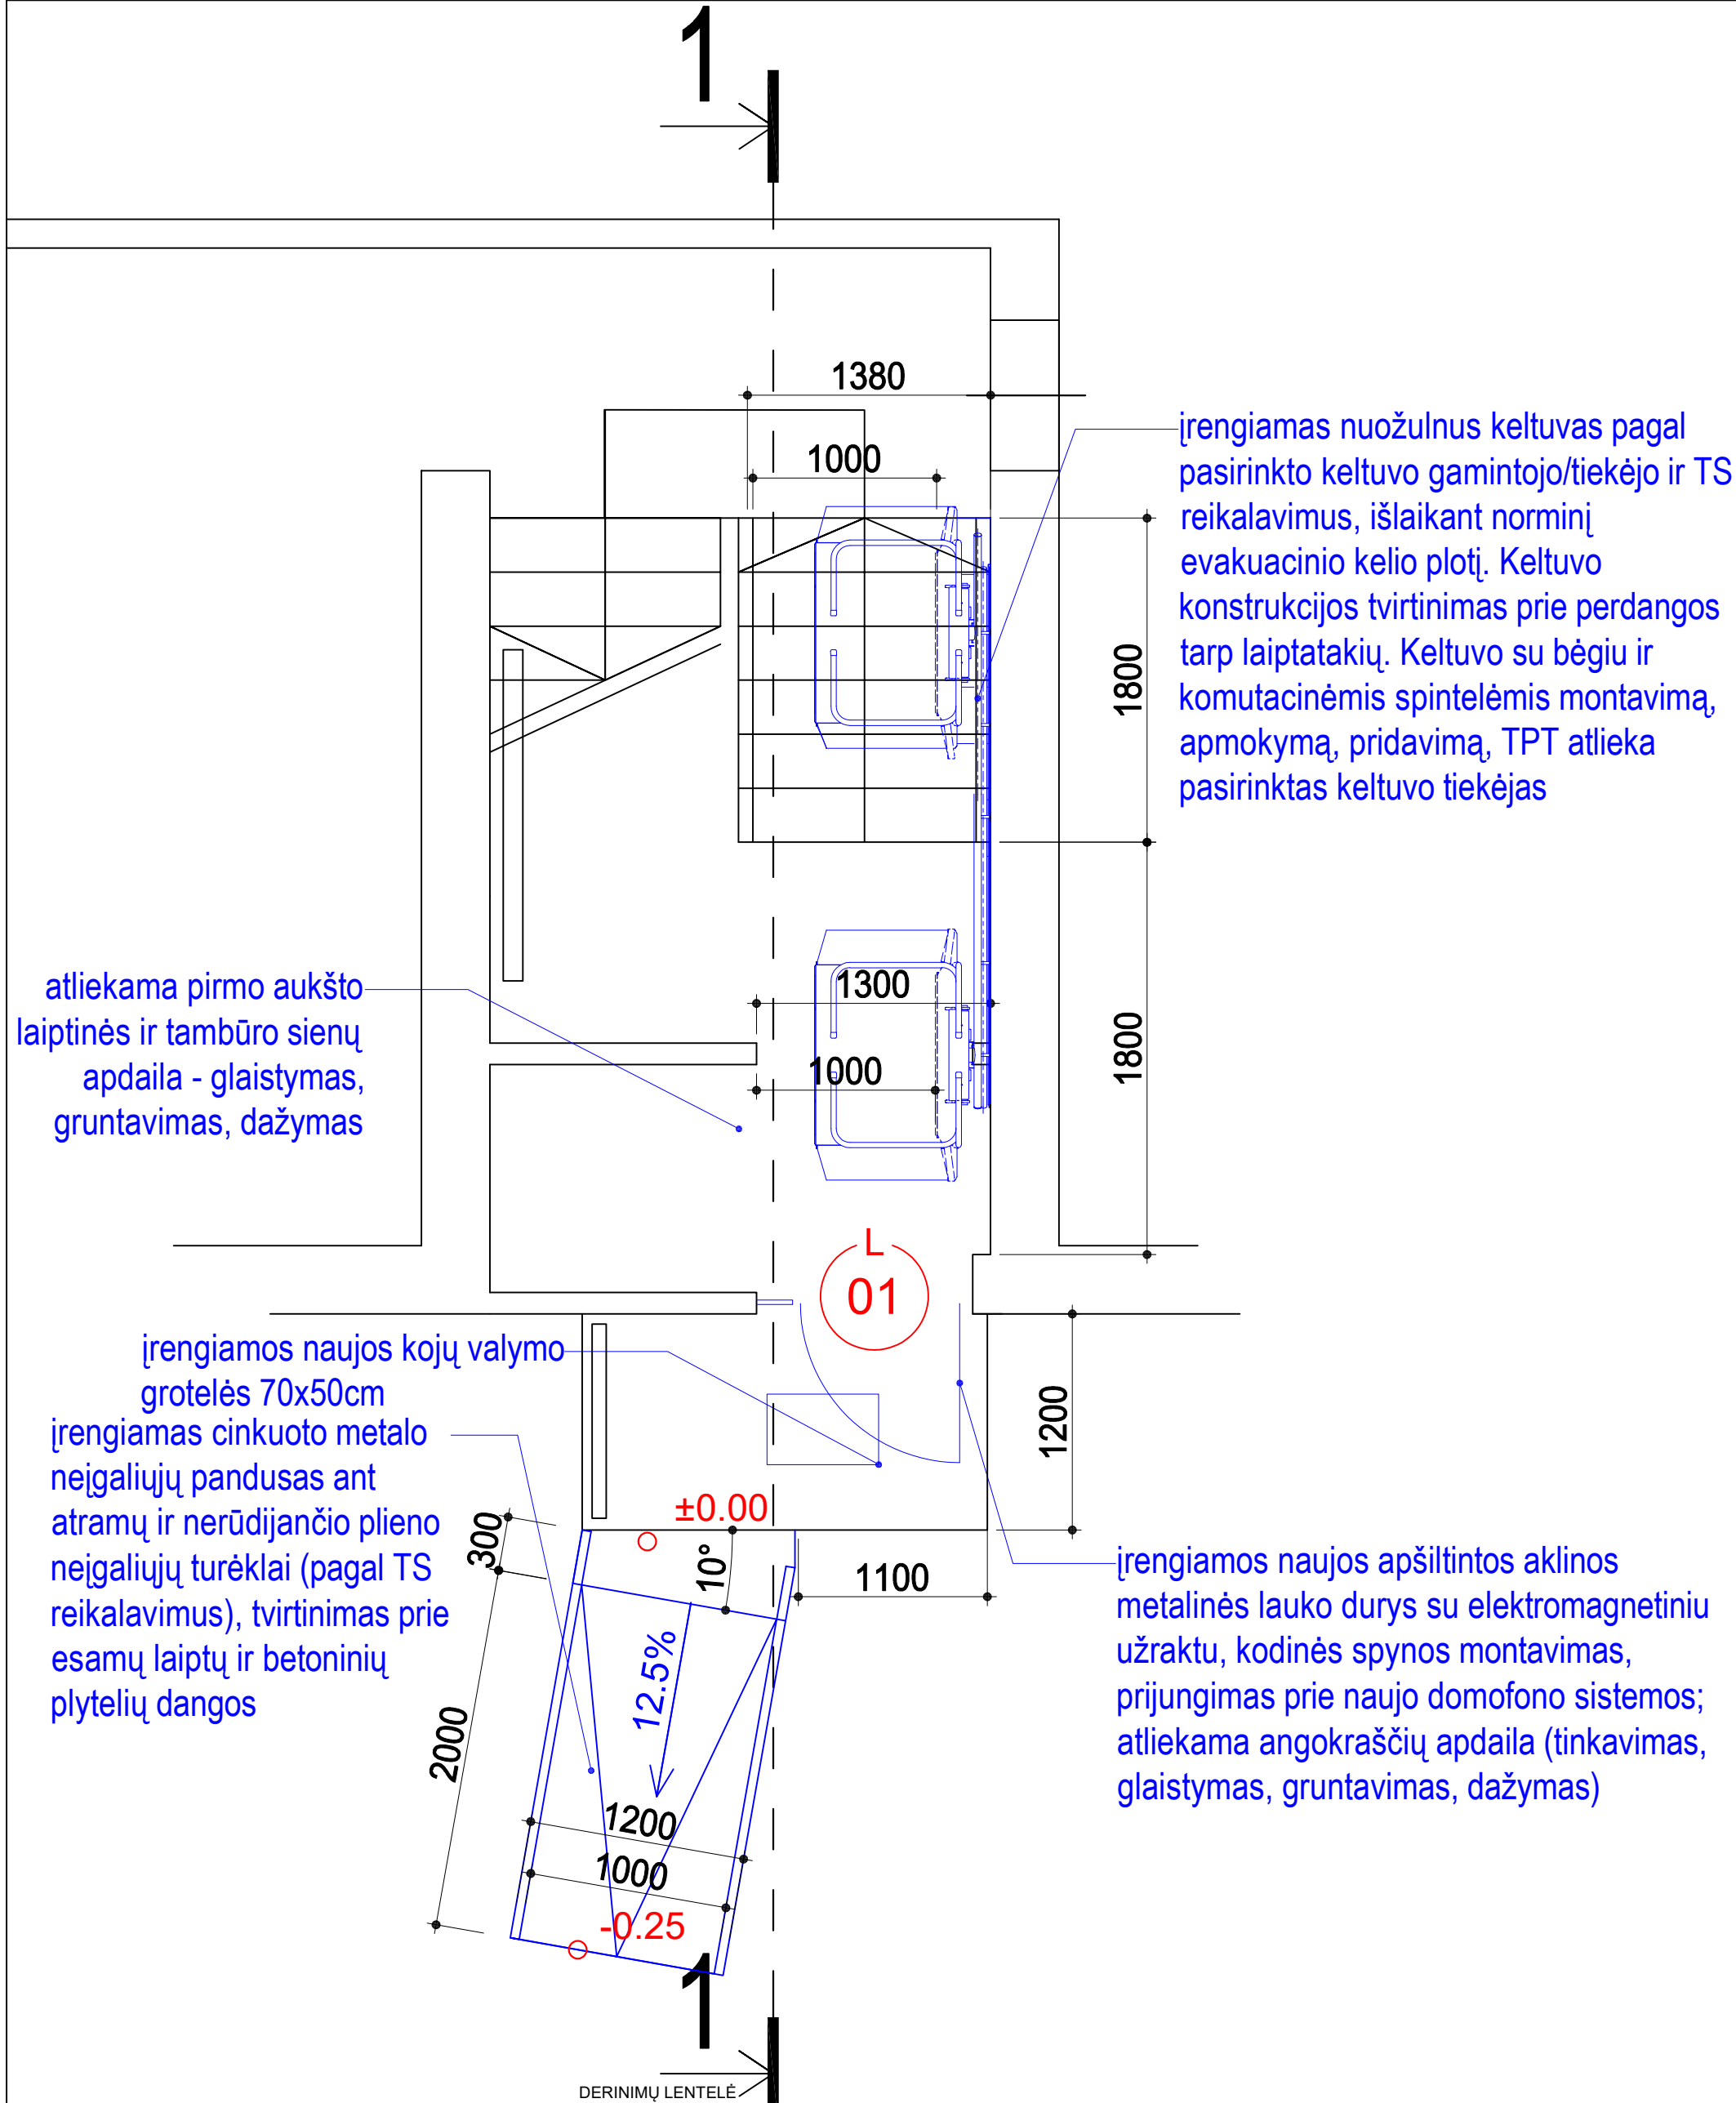 1
1380
1000
įrengiamas nuožulnus keltuvas pagal
pasirinkto keltuvo gamintojo/tiekėjo ir TS
reikalavimus, išlaikant norminį
evakuacinio kelio plotį. Keltuvo
konstrukcijos tvirtinimas prie perdangos
tarp laiptatakių. Keltuvo su bėgiu ir
komutacinėmis spintelėmis montavimą,
apmokymą, pridavimą, TPT atlieka
pasirinktas keltuvo tiekėjas
1800
atliekama pirmo aukšto
laiptinės ir tambūro sienų
apdaila - glaistymas,
gruntavimas, dažymas
1300
1000
1800
L
01
įrengiamos naujos kojų valymo
grotelės 70x50cm
1200
įrengiamas cinkuoto metalo
neįgaliųjų pandusas ant
atramų ir nerūdijančio plieno
neįgaliųjų turėklai (pagal TS
reikalavimus), tvirtinimas prie
esamų laiptų ir betoninių
plytelių dangos
±0.00
300
10°
1100
įrengiamos naujos apšiltintos aklinos
metalinės lauko durys su elektromagnetiniu
užraktu, kodinės spynos montavimas,
prijungimas prie naujo domofono sistemos;
atliekama angokraščių apdaila (tinkavimas,
glaistymas, gruntavimas, dažymas)
12.5%
2000
1200
1000
-0.25
1
DERINIMŲ LENTELĖ